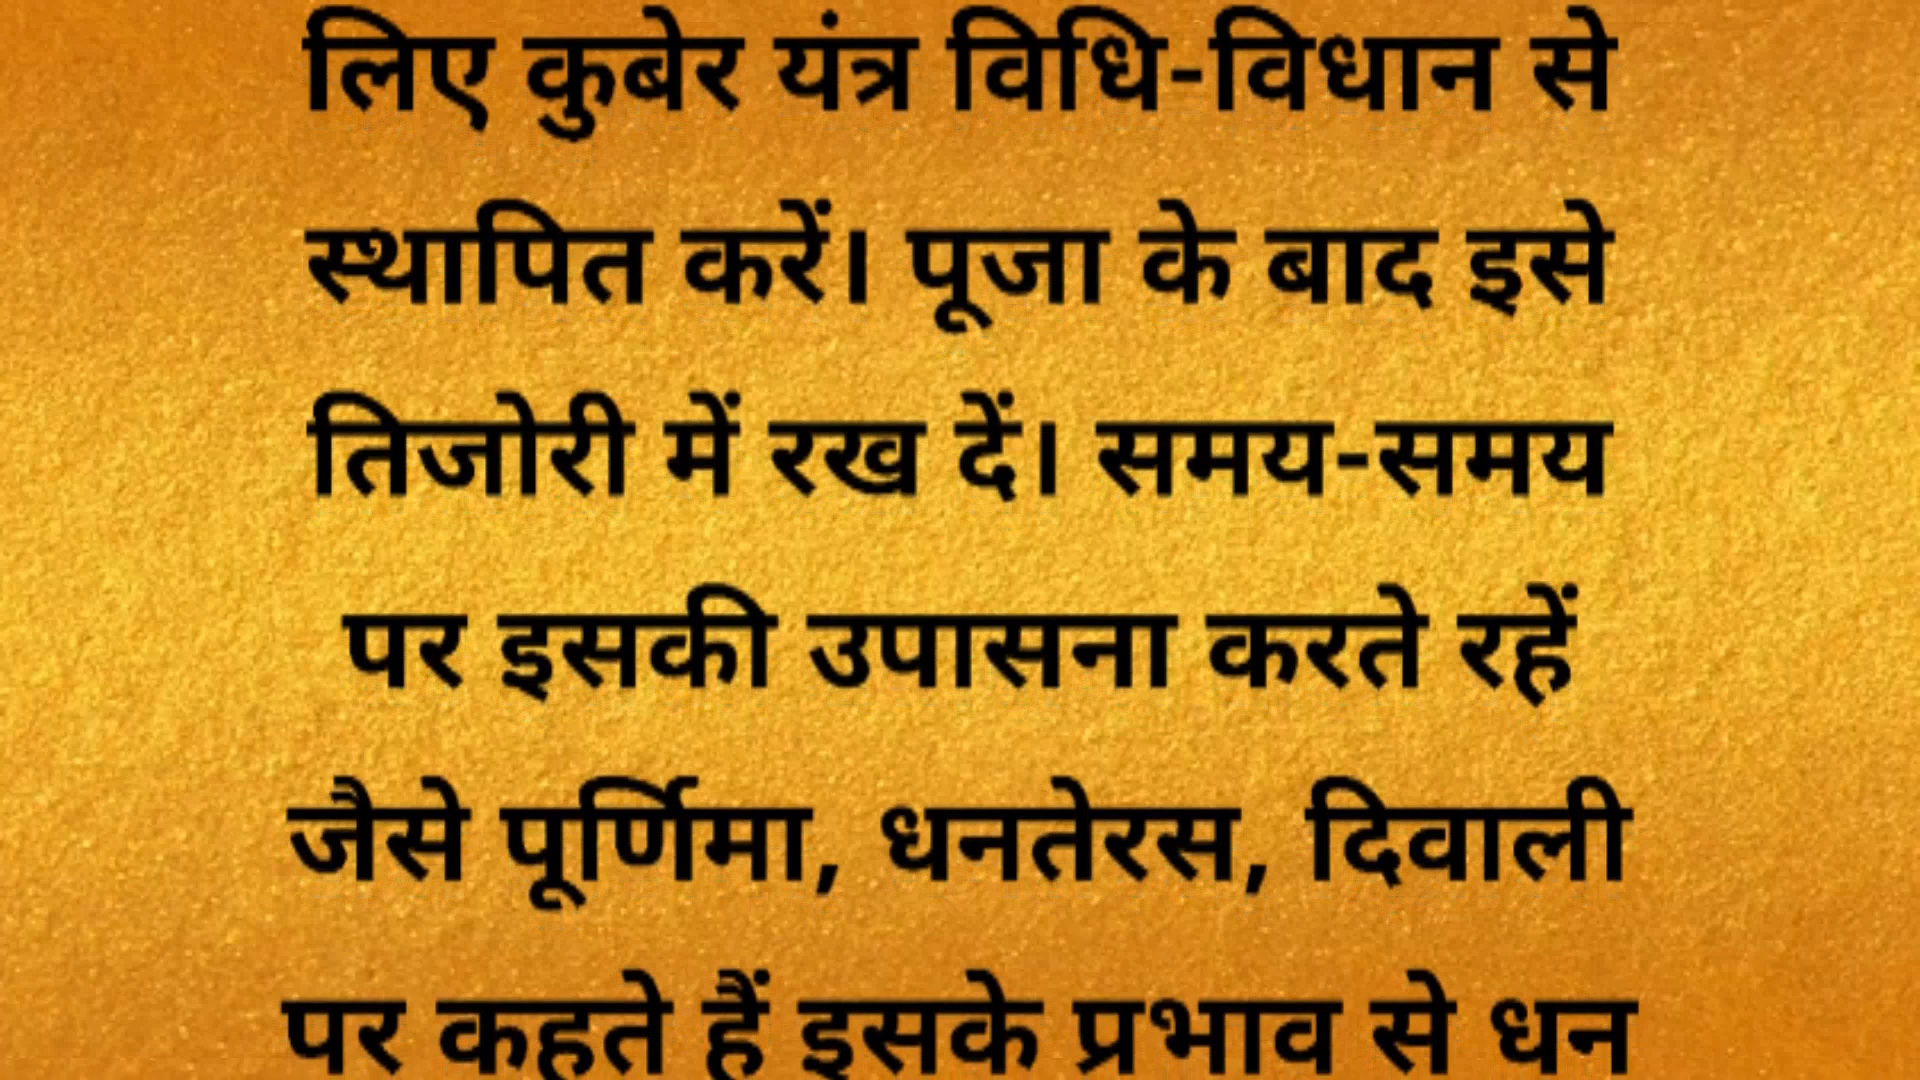 लिए कुबेर यंत्र विधि-विधान से
स्थापित करें। पूजा के बाद इसे
तिजोरी में रख दें। समय-समय
पर इसकी उपासना करते रहें
जैसे पूर्णिमा, धनतेरस, दिवाली
पर कहते हैं इसके प्रभाव से धन